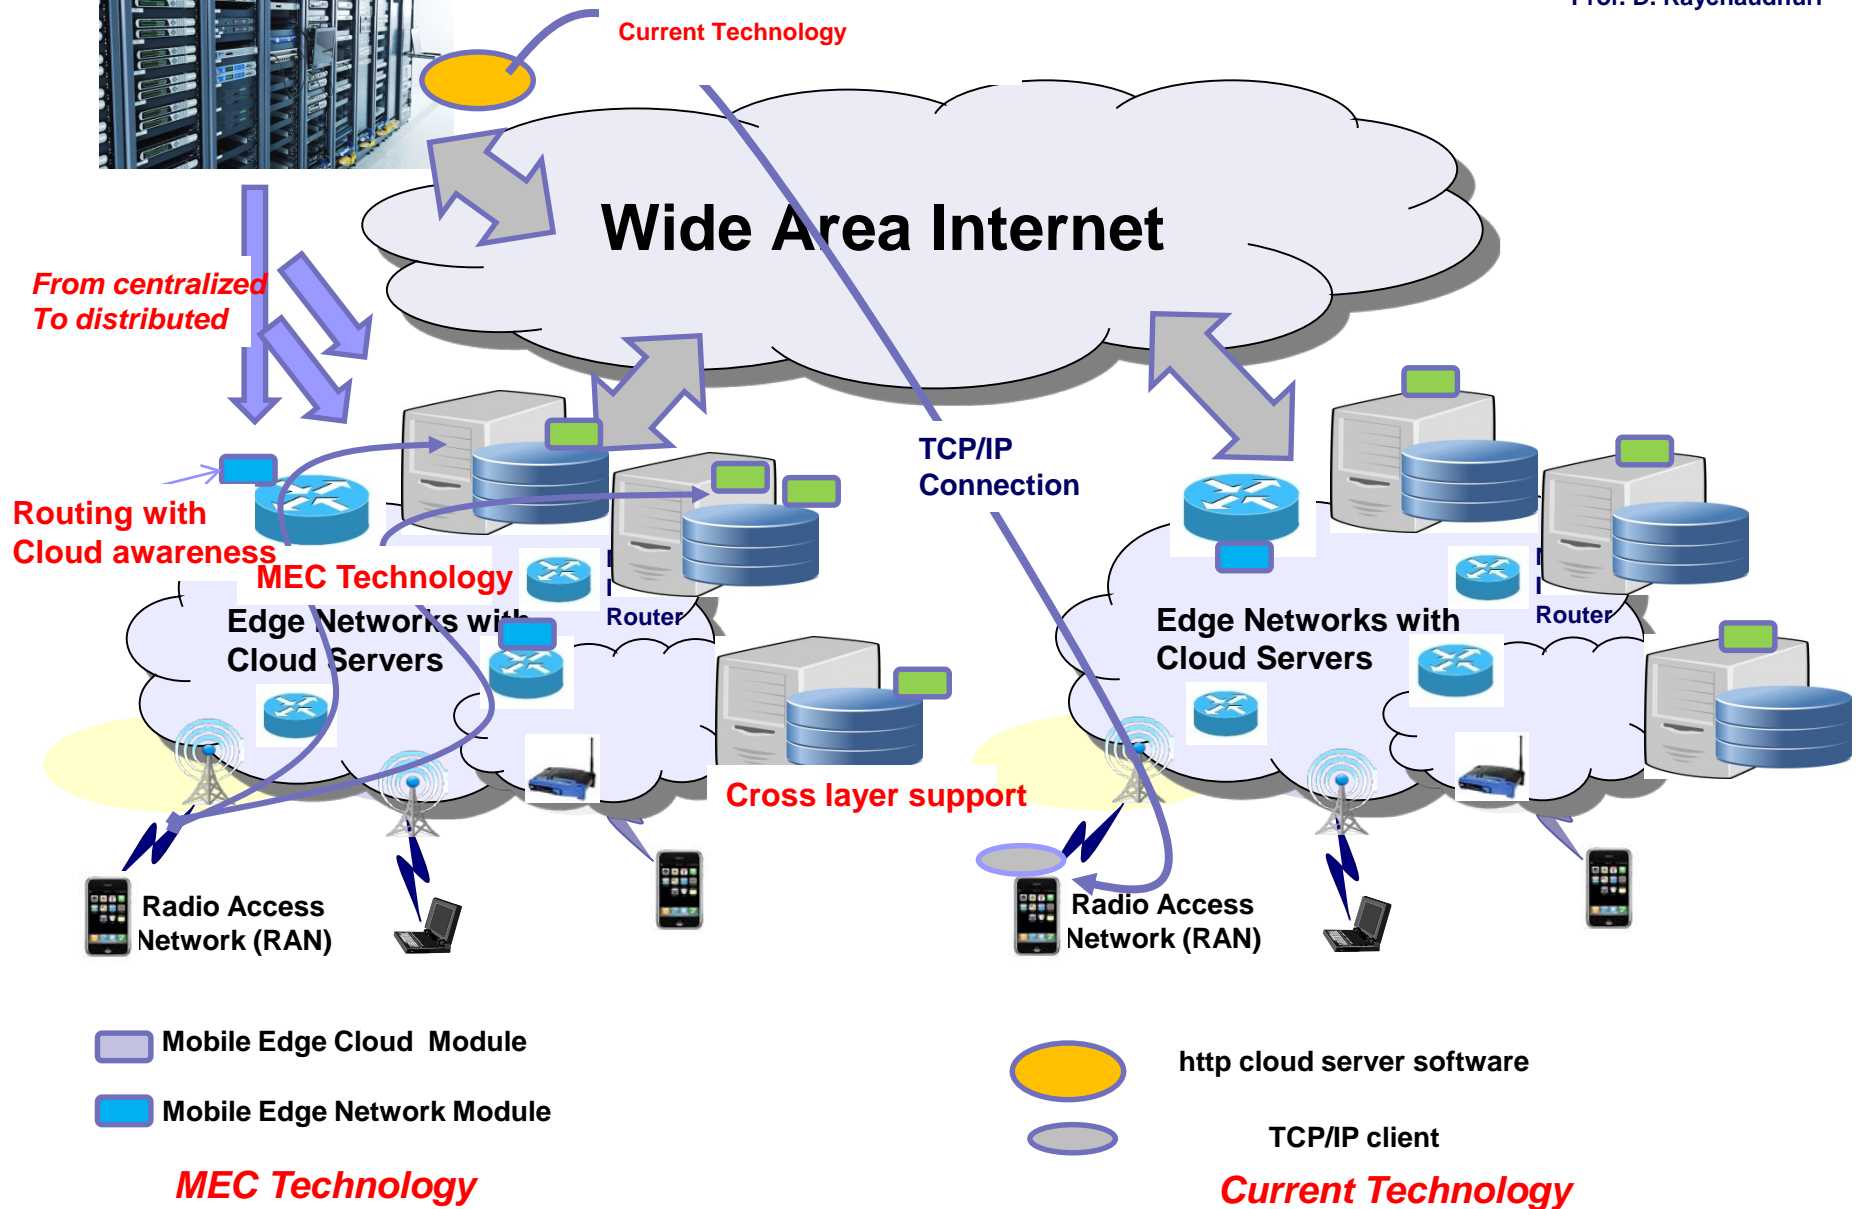 Prof. D. Raychaudhuri
Current Technology
Wide Area Internet
From centralized
To distributed
TCP/IP
Connection
Routing with
Cloud awareness
MEC Technology
Router
Edge Networks with
Cloud Servers
Router
Edge Networks with
Cloud Servers
Cross layer support
Radio Access
Network (RAN)
Radio Access
Network (RAN)
Mobile Edge Cloud Module
http cloud server software
Mobile Edge Network Module
TCP/IP client
MEC Technology
Current Technology